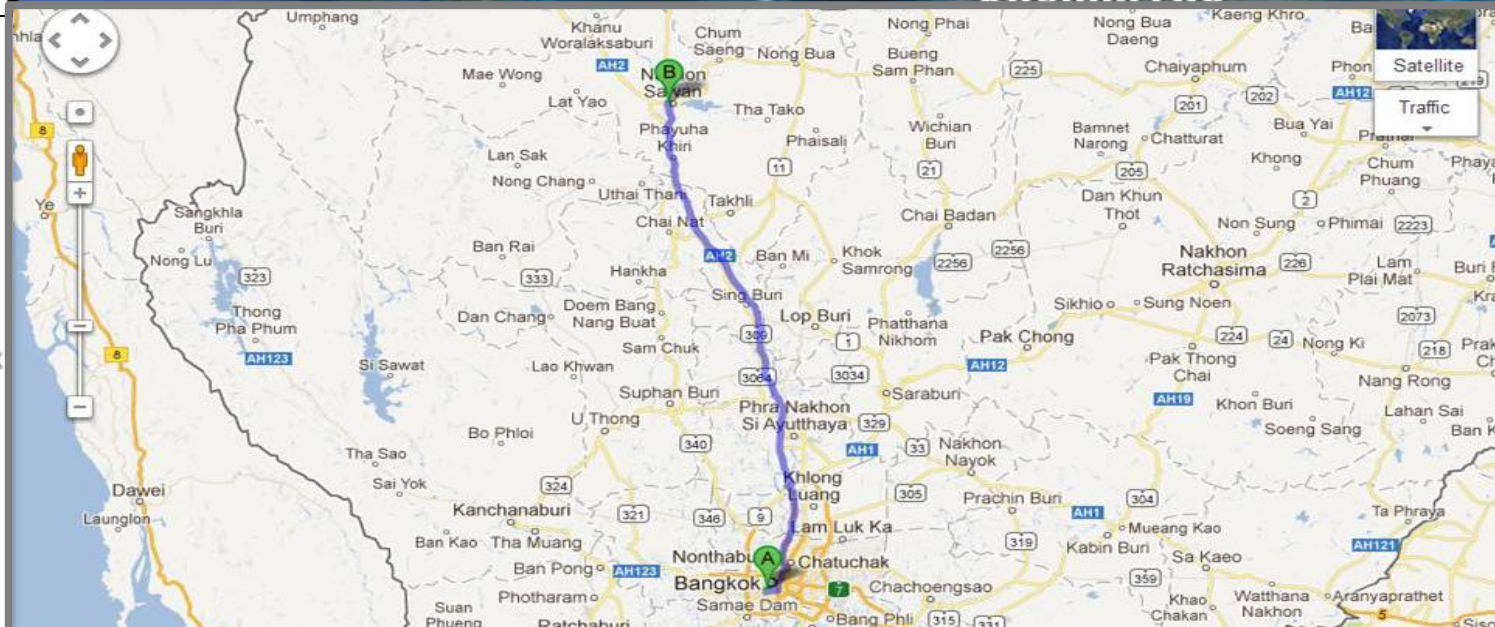 Umphang
Khanu
Woralaksaburi
Chum
Saeng
Nong Bua
Nong Phai
Bueng
Sam Phan
Nong Bua
Daeng
Kaeng Khro
Satellite
Traffic
AH2
Mae Wong
Lat Yao
B
Phayuha
Khiri
Tha Tako
Phaisali
225
Chaiyaphum
201
202
Bua Yai
AH12
8
Wichian
Buri
21
Bamnet
Narong
Chatturat
205
Khong
Chum
Phuang
Lan Sak
Nong Chang
Uthai Thani
Takhli
11
Dan Khun
Thot
2
Ye
Sangkhla
Buri
Chai Nat
Chai Badan
Non Sung
Phimai
2223
Ban Rai
AH2
Ban Mi
Khok
Samrong
2256
2256
Nakhon
Ratchasima
226
Lam
Plai Mat
Nong Lu
323
333
Hankha
Sing Buri
Sikhio
Sung Noen
Thong
Pha Phum
Dan Chang
Doem Bang
Nang Buat
Lop Buri
Phatthana
Nikhom
2073
8
AH123
Si Sawat
Sam Chuk
309
1
Pak Chong
224
24
Nong Ki
218
Lao Khwan
3064
3034
AH12
Pak Thong
Chai
Nang Rong
Suphan Buri
Saraburi
AH19
Khon Buri
U Thong
Phra Nakhon
Si Ayutthaya
329
Soeng Sang
Lahan Sai
Bo Phloi
340
AH1
33
Nakhon
Nayok
Tha Sao
Sai Yok
324
Khlong
Luang
305
Prachin Buri
304
Dawei
Launglon
Kanchanaburi
321
346
9
Lam Luk Ka
AH1
Mueang Kao
Ta Phraya
Ban Kao
Tha Muang
319
Kabin Buri
AH121
Ban Pong
AH123
A
Chatuchak
Sa Kaeo
Bangkok
7
Chachoengsao
359
Photharam
Samae Dam
Khao
Chakan
Watthana
Nakhon
Aranyaprathet
Suan
Phueng
Ratchaburi
Bang Phli
315
331
5